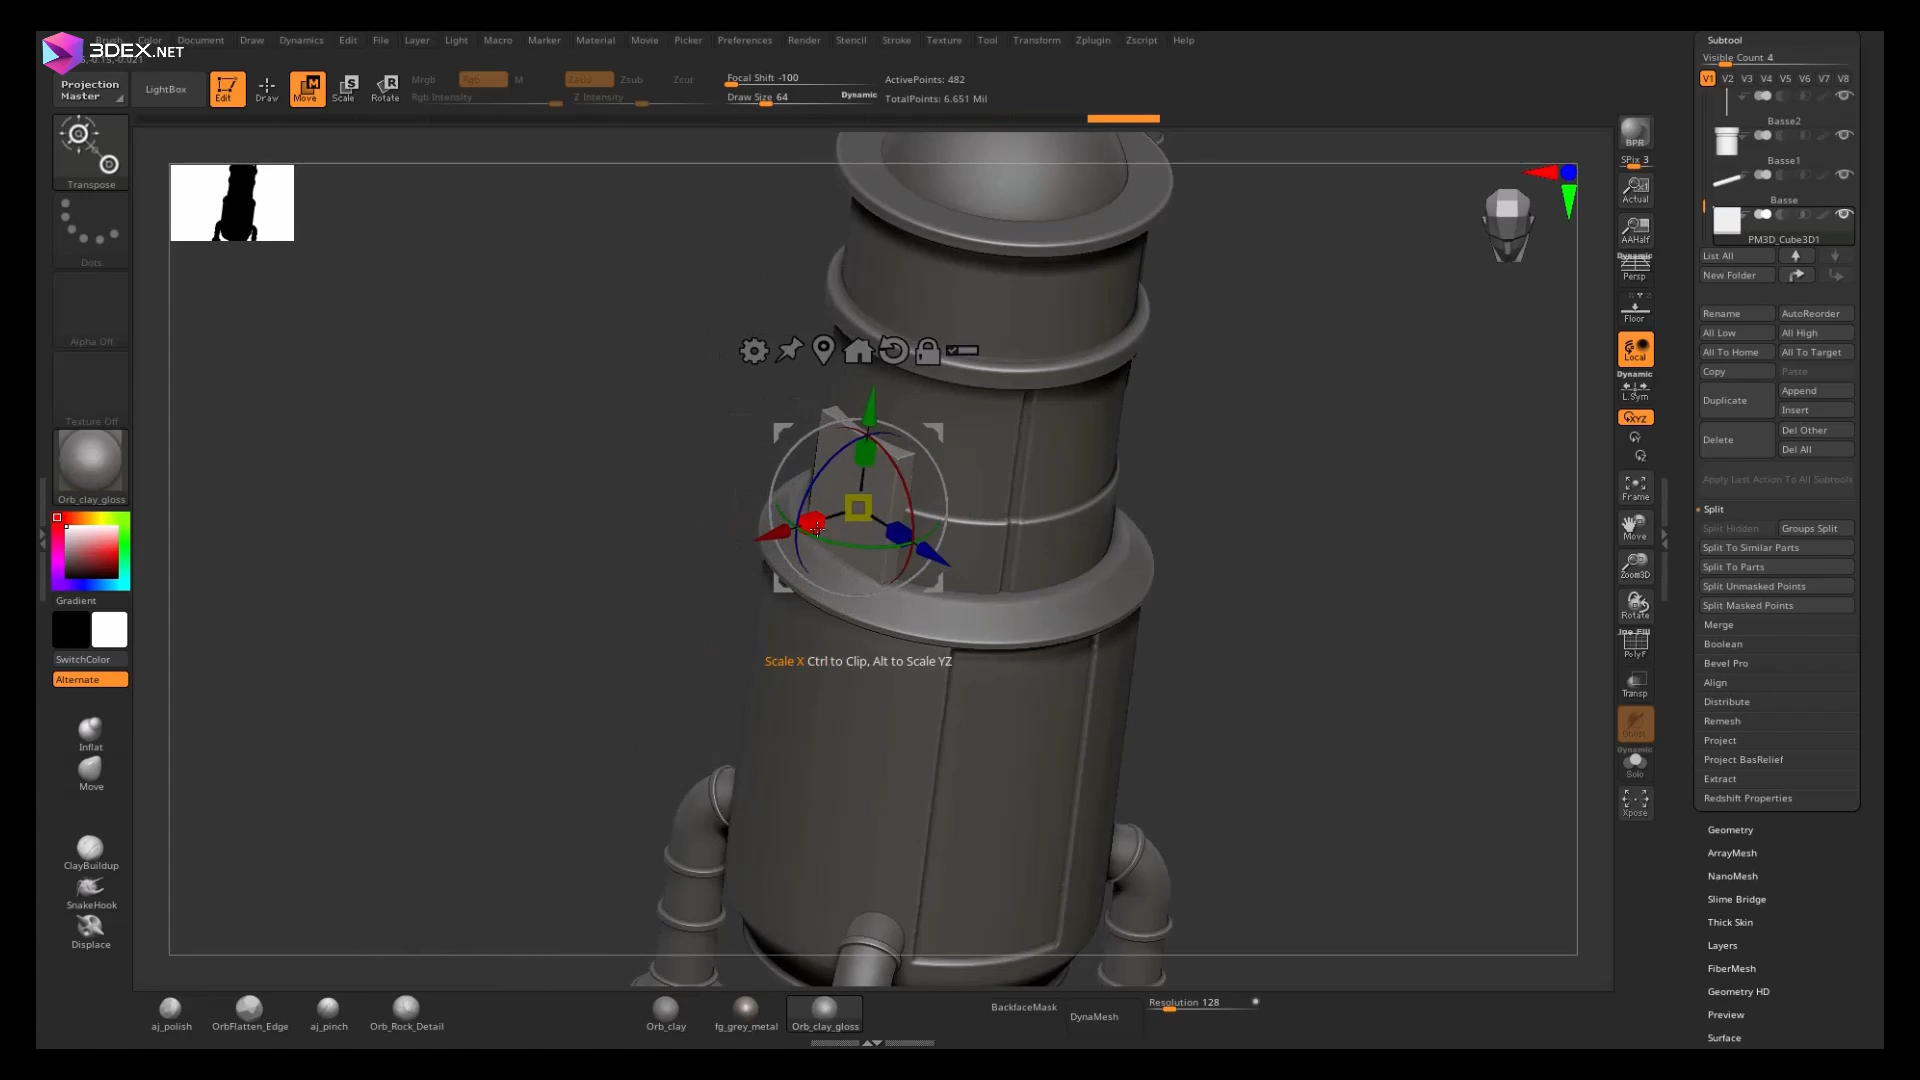 3DEX.NET
Brush Color Document Draw Dynamics Edit File Layer Light Macro Marker Material Movie Picker Preferences Render Stencil Stroke Texture Tool Transform Zplugin Zscript Help
Projection Master
LightBox
Edit
Draw
Move
Scale
Rotate
Mrgb
Rgb
M
Zadd
Zsub
Zcut
Rgb Intensity
Z Intensity
Focal Shift -100
Draw Size 64
Dynamic
ActivePoints: 482
TotalPoints: 6.651 Mil
Transpose
Dots
Alpha Off
Texture Off
Orb_clay_gloss
Gradient
SwitchColor
Alternate
Inflat
Move
ClayBuildup
SnakeHook
Displace
Scale X Ctrl to Clip, Alt to Scale YZ
aj_polish
OrbFlatten_Edge
aj_pinch
Orb_Rock_Detail
Orb_clay
fg_grey_metal
Orb_clay_gloss
BackfaceMask
DynaMesh
Resolution 128
BPR
SPix 3
Actual
AAHalf
Dynamic
Persp
Floor
Local
Dynamic
L.Sym
XYZ
Frame
Move
Zoom3D
Rotate
Line Fill
PolyF
Transp
Ghost
Dynamic
Solo
Xpose
Subtool
Visible Count 4
V1 V2 V3 V4 V5 V6 V7 V8
Basse2
Basse1
Basse
PM3D_Cube3D1
List All
New Folder
Rename AutoReorder
All Low All High
All To Home All To Target
Copy Paste
Duplicate Append
Insert
Delete Del Other
Del All
Apply Last Action To All Subtools
Split
Split Hidden Groups Split
Split To Similar Parts
Split To Parts
Split Unmasked Points
Split Masked Points
Merge
Boolean
Bevel Pro
Align
Distribute
Remesh
Project
Project BasRelief
Extract
Redshift Properties
Geometry
ArrayMesh
NanoMesh
Slime Bridge
Thick Skin
Layers
FiberMesh
Geometry HD
Preview
Surface